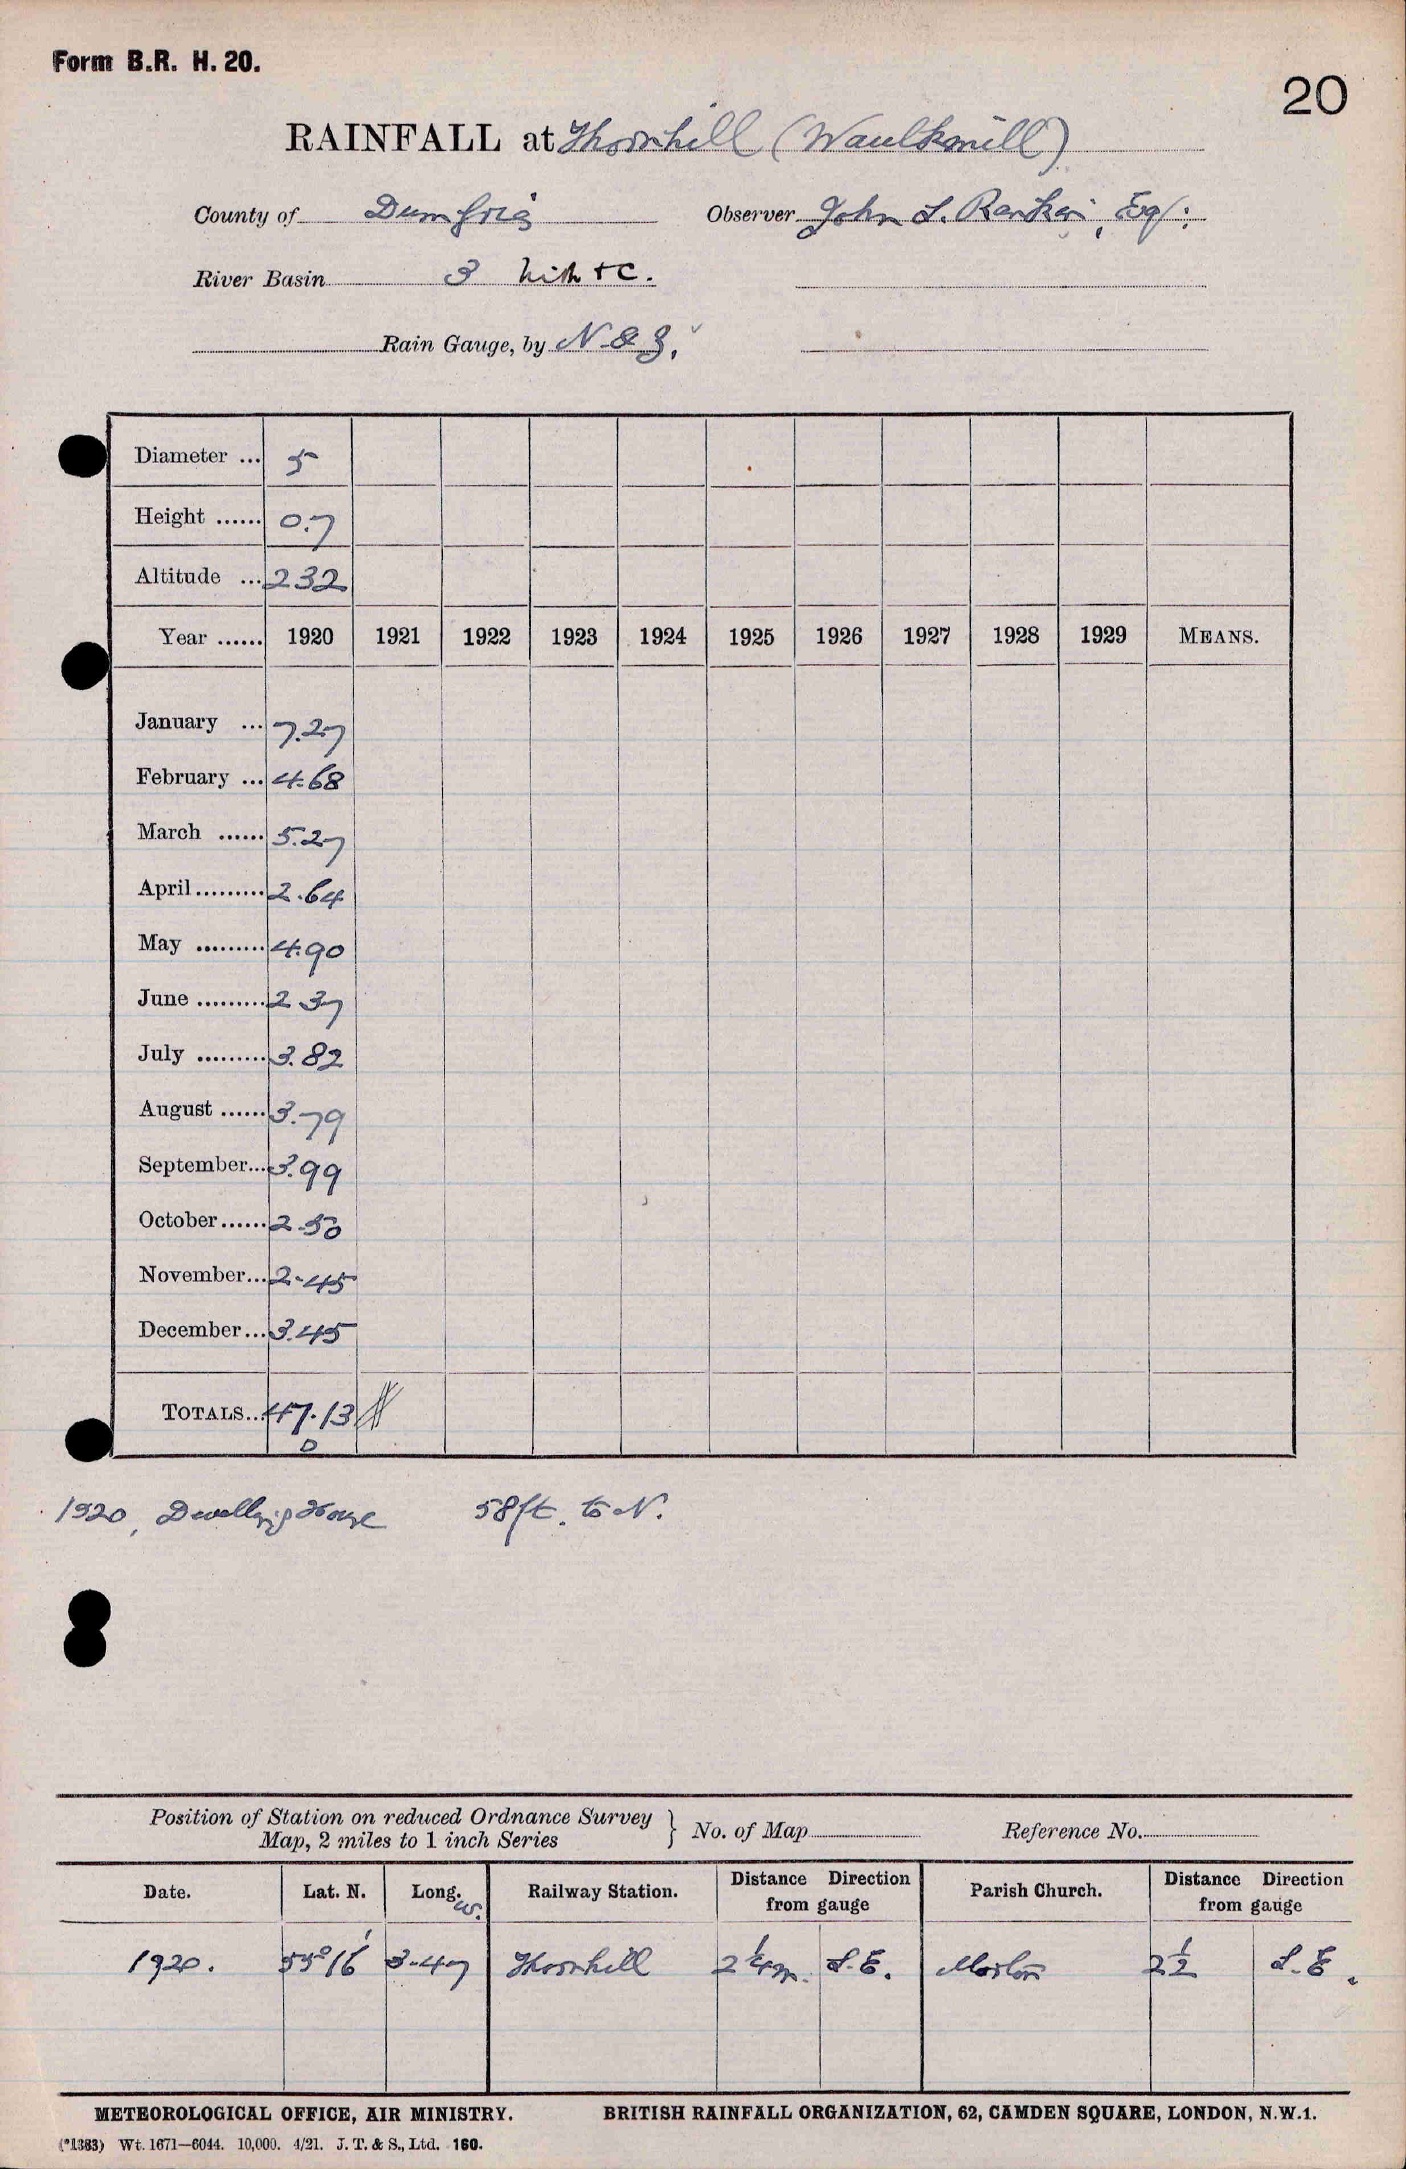 Form B.R. H. 20.
20
RAINFALL at Thornhill (Waulkmill)
County of Dumfries Observer John S. Rankin, Esq.
River Basin 3 Nith &c.
Rain Gauge, by N & Z.
Diameter ... 5
Height ...... 0.7
Altitude ... 232
Year ...... 1920 1921 1922 1923 1924 1925 1926 1927 1928 1929 MEANS.
January ... 7.27
February ... 4.68
March ...... 5.27
April ......... 2.64
May ......... 4.90
June ......... 2.37
July ......... 3.82
August ...... 3.79
September... 3.99
October...... 2.50
November... 2.45
December... 3.45
TOTALS... 47.13
D
1920, Dwelling House 58 ft. to N.
Position of Station on reduced Ordnance Survey
Map, 2 miles to 1 inch Series } No. of Map Reference No.
Date. Lat. N. Long. W. Railway Station. Distance Direction from gauge Parish Church. Distance Direction from gauge
1920. 55° 16' 3.47 Thornhill 2 1/4 m. S.E. Morton 2 1/2 S.E.
METEOROLOGICAL OFFICE, AIR MINISTRY. BRITISH RAINFALL ORGANIZATION, 62, CAMDEN SQUARE, LONDON, N.W.1.
(*1383) Wt. 1671—6044. 10,000. 4/21. J. T. & S., Ltd. 160.